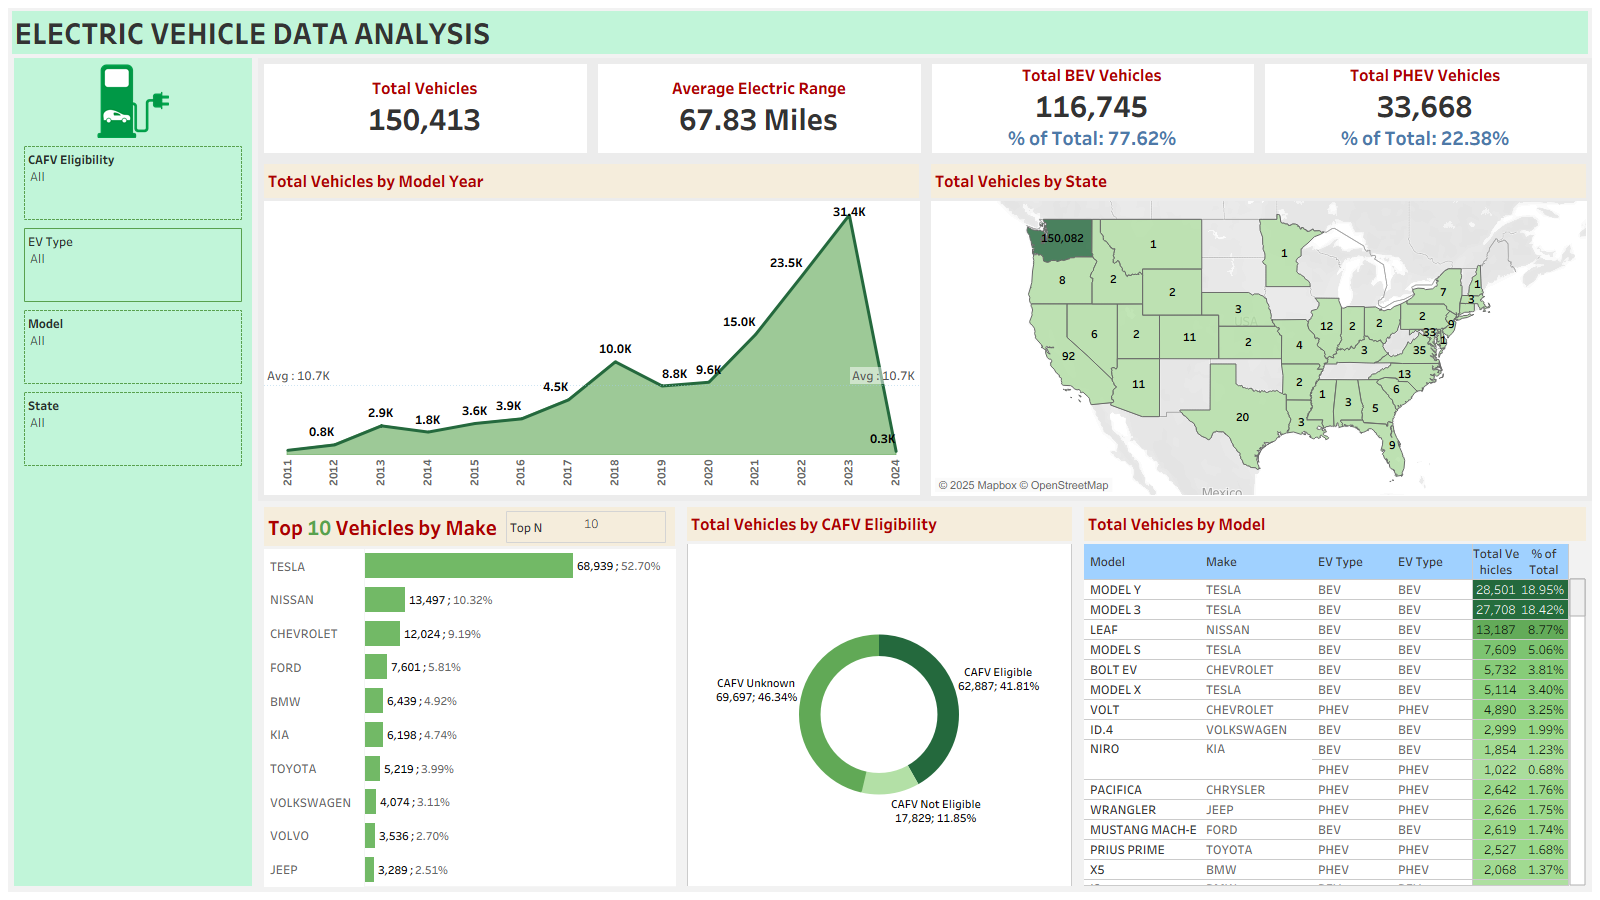 ELECTRIC VEHICLE DATA ANALYSIS
CAFV Eligibility
All
EV Type
All
Model
All
State
All
Total Vehicles
150,413
Average Electric Range
67.83 Miles
Total BEV Vehicles
116,745
% of Total: 77.62%
Total PHEV Vehicles
33,668
% of Total: 22.38%
Total Vehicles by Model Year
31.4K
23.5K
15.0K
10.0K
8.8K
9.6K
Avg : 10.7K
Avg : 10.7K
4.5K
2.9K
1.8K
3.6K
3.9K
0.8K
0.3K
2011
2012
2013
2014
2015
2016
2017
2018
2019
2020
2021
2022
2023
2024
Total Vehicles by State
150,082
1
1
8
2
2
3
7
1
3
92
6
2
11
2
4
12
2
2
2
9
33
1
3
35
11
20
2
3
1
3
5
6
13
9
USA
Mexico
© 2025 Mapbox © OpenStreetMap
Top 10 Vehicles by Make
Top N
10
TESLA
68,939; 52.70%
NISSAN
13,497; 10.32%
CHEVROLET
12,024; 9.19%
FORD
7,601; 5.81%
BMW
6,439; 4.92%
KIA
6,198; 4.74%
TOYOTA
5,219; 3.99%
VOLKSWAGEN
4,074; 3.11%
VOLVO
3,536; 2.70%
JEEP
3,289; 2.51%
Total Vehicles by CAFV Eligibility
CAFV Unknown
69,697; 46.34%
CAFV Eligible
62,887; 41.81%
CAFV Not Eligible
17,829; 11.85%
Total Vehicles by Model
Model Make EV Type EV Type Total Ve hicles % of Total
MODEL Y TESLA BEV BEV 28,501 18.95%
MODEL 3 TESLA BEV BEV 27,708 18.42%
LEAF NISSAN BEV BEV 13,187 8.77%
MODEL S TESLA BEV BEV 7,609 5.06%
BOLT EV CHEVROLET BEV BEV 5,732 3.81%
MODEL X TESLA BEV BEV 5,114 3.40%
VOLT CHEVROLET PHEV PHEV 4,890 3.25%
ID.4 VOLKSWAGEN BEV BEV 2,999 1.99%
NIRO KIA BEV BEV 1,854 1.23%
PHEV PHEV 1,022 0.68%
PACIFICA CHRYSLER PHEV PHEV 2,642 1.76%
WRANGLER JEEP PHEV PHEV 2,626 1.75%
MUSTANG MACH-E FORD BEV BEV 2,619 1.74%
PRIUS PRIME TOYOTA PHEV PHEV 2,527 1.68%
X5 BMW PHEV PHEV 2,068 1.37%